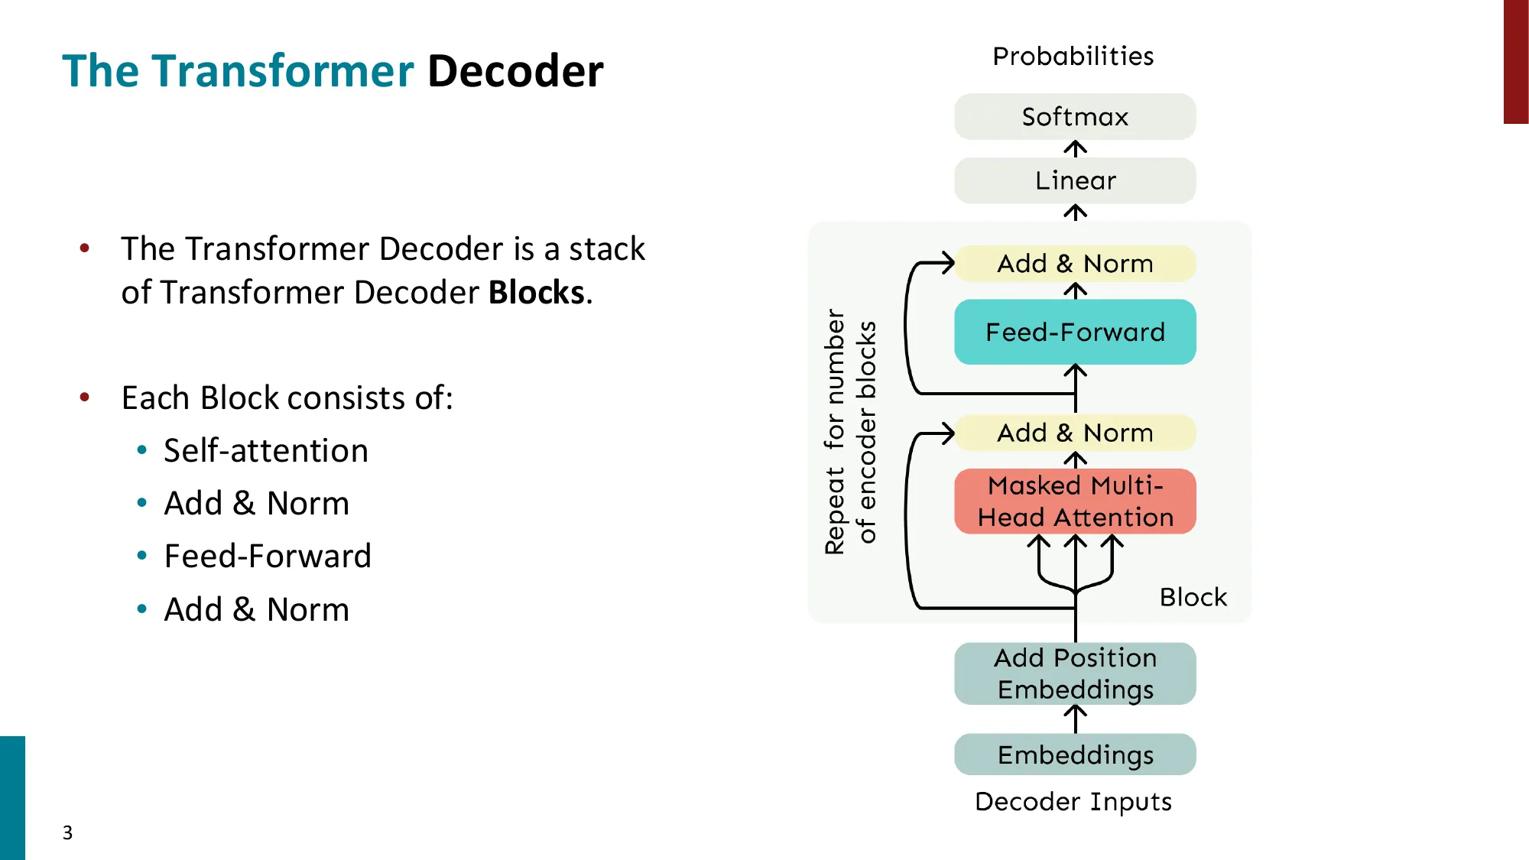 The Transformer Decoder
• The Transformer Decoder is a stack
of Transformer Decoder Blocks.
• Each Block consists of:
• Self-attention
• Add & Norm
• Feed-Forward
• Add & Norm
3
Probabilities
Softmax
Linear
Add & Norm
Feed-Forward
Add & Norm
Masked Multi-
Head Attention
Repeat for number
of encoder blocks
Block
Add Position
Embeddings
Embeddings
Decoder Inputs